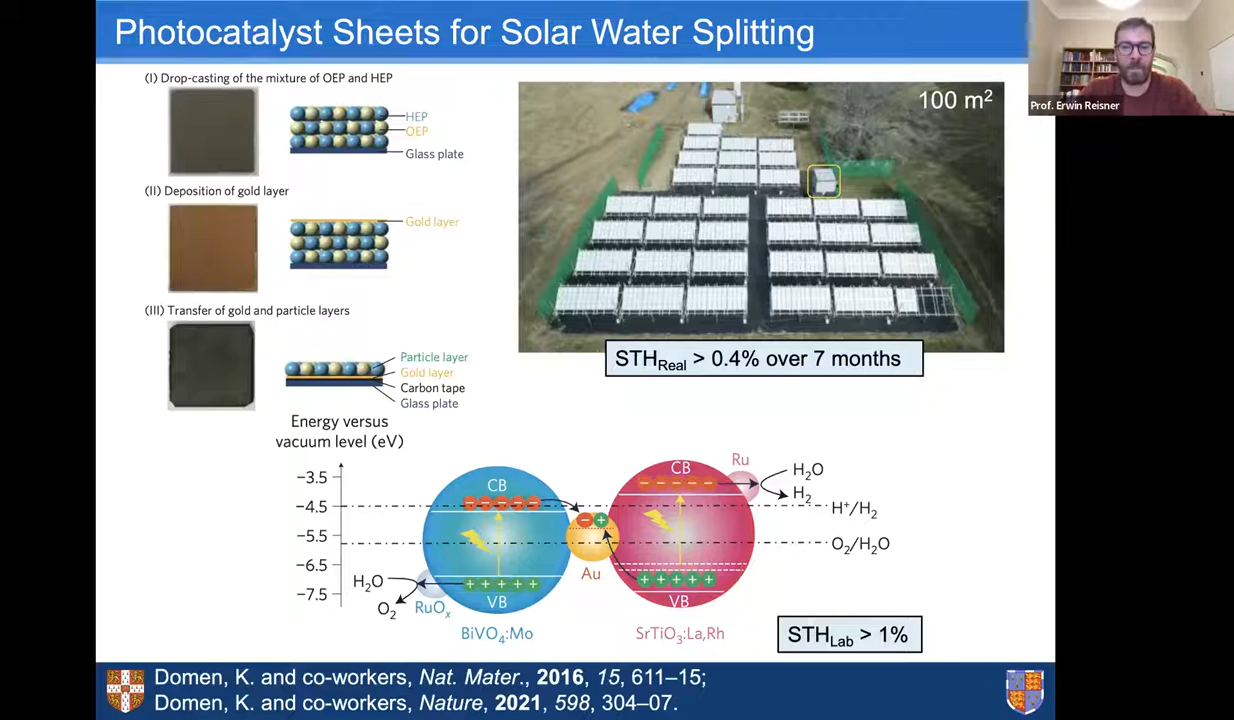 Photocatalyst Sheets for Solar Water Splitting
Prof. Erwin Reisner
(I) Drop-casting of the mixture of OEP and HEP
HEP
OEP
Glass plate
(II) Deposition of gold layer
Gold layer
(III) Transfer of gold and particle layers
Particle layer
Gold layer
Carbon tape
Glass plate
100 m²
STH_Real > 0.4% over 7 months
Energy versus
vacuum level (eV)
−3.5
−4.5
−5.5
−6.5
−7.5
CB
VB
H₂O
O₂
RuOₓ
BiVO₄:Mo
Au
CB
VB
Ru
H₂O
H₂
H⁺/H₂
O₂/H₂O
SrTiO₃:La,Rh
STH_Lab > 1%
Domen, K. and co-workers, Nat. Mater., 2016, 15, 611–15;
Domen, K. and co-workers, Nature, 2021, 598, 304–07.